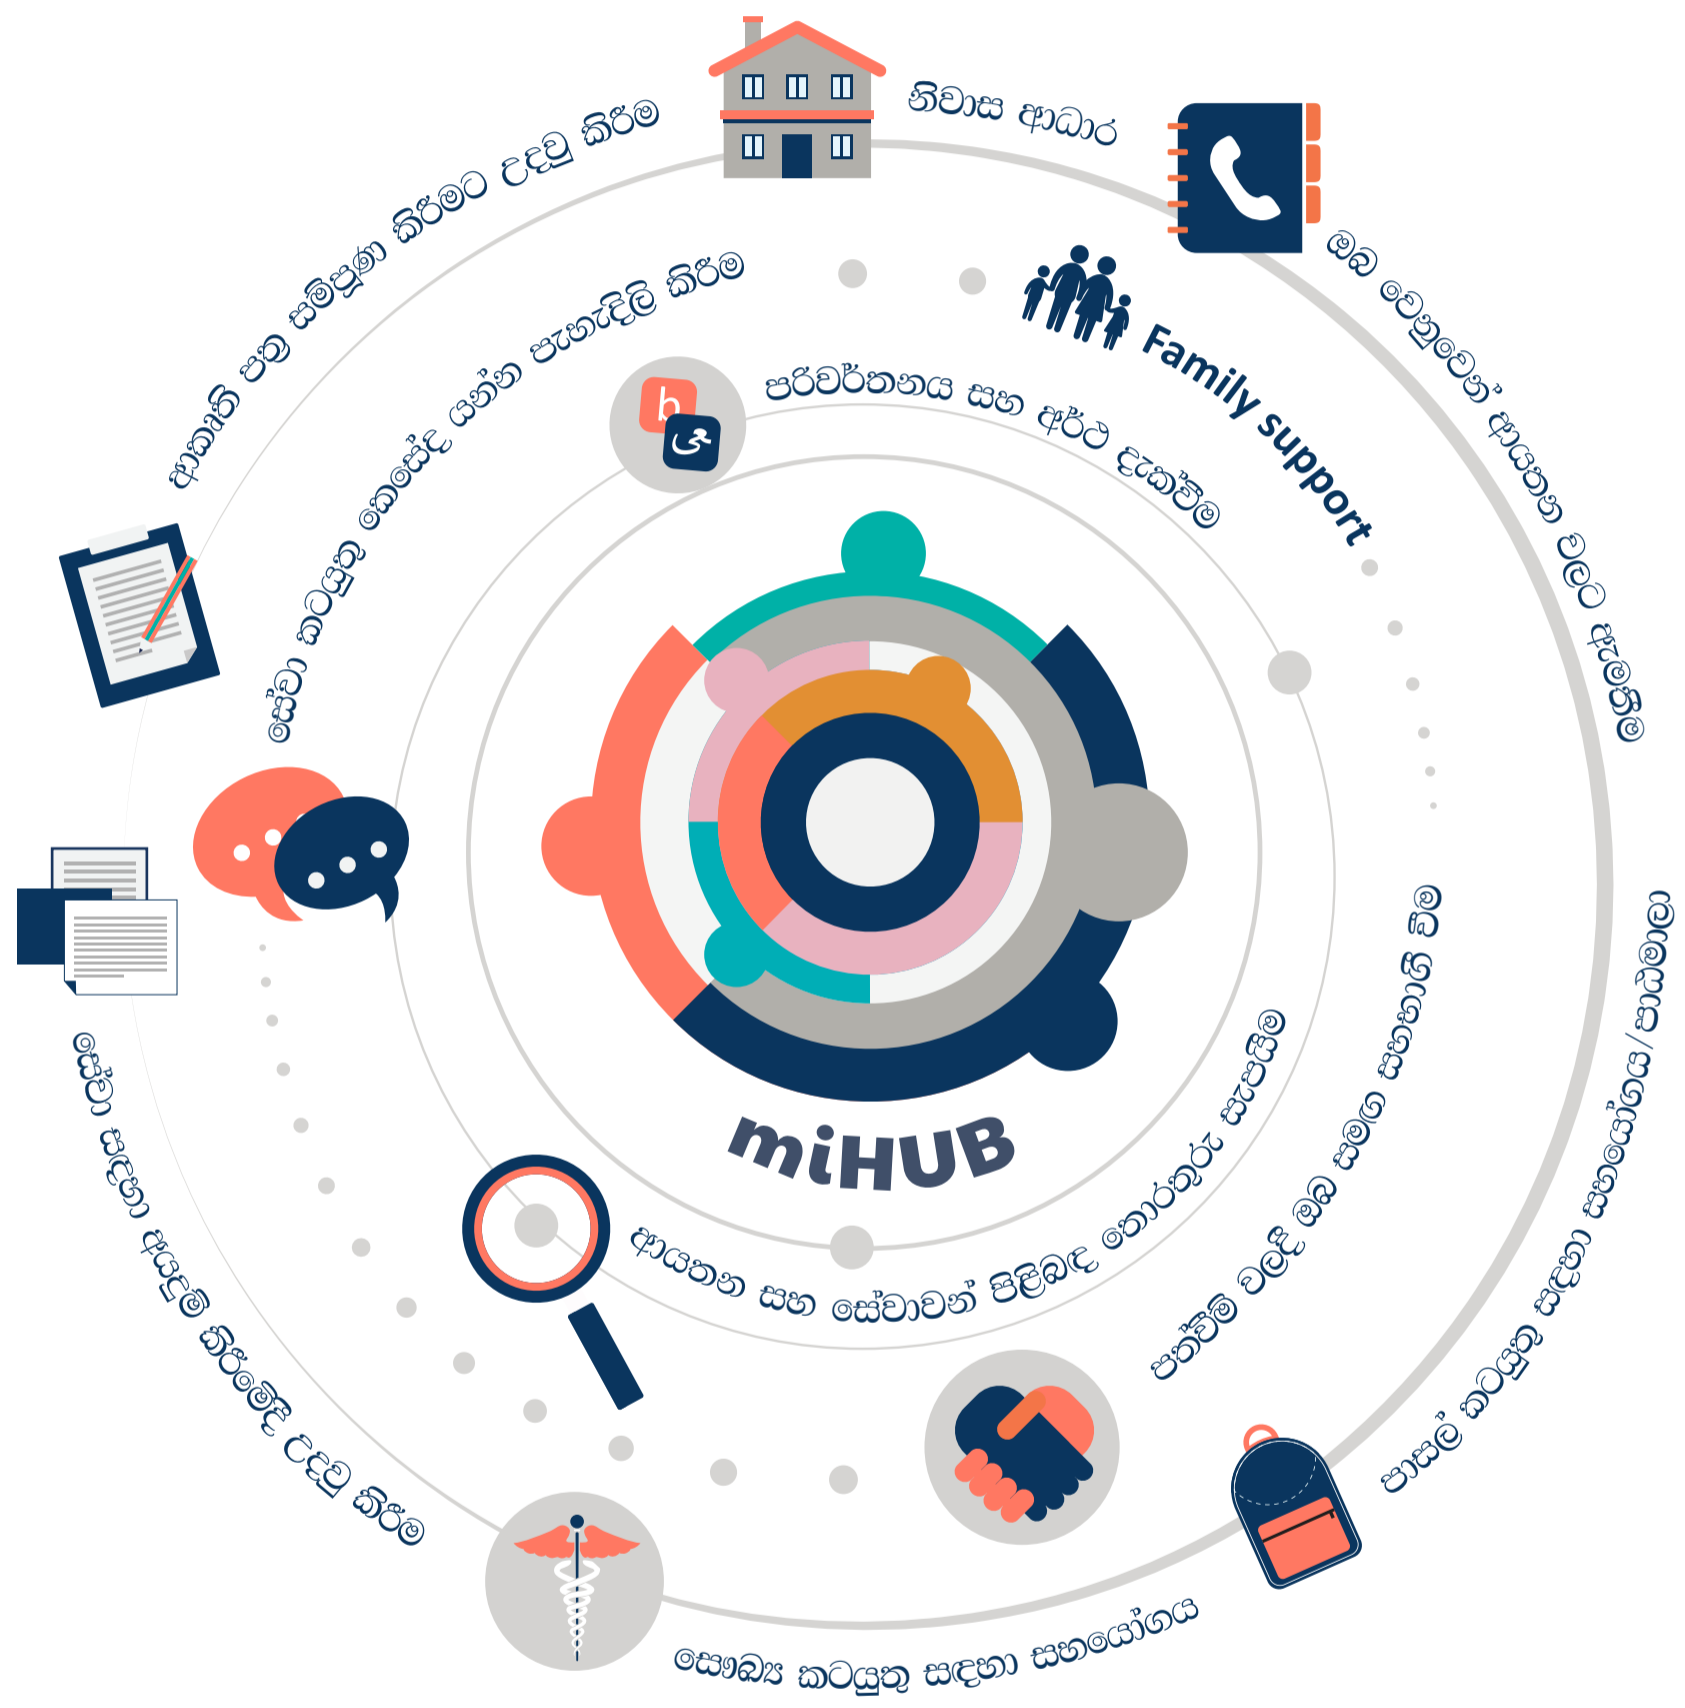 නිවාස ආධාර
ඔබ වෙනුවෙන් ආයතන වලට ඇමතීම
පාසල් කටයුතු සඳහා සහයෝගය/පාඨමාලා
සෞඛ්‍ය කටයුතු සඳහා සහයෝගය
සේවා සඳහා අයදුම් කිරීමේදී උදවු කිරීම
ආකෘති පත්‍ර සම්පූණ කිරීමට උදවු කිරීම
Family support
පත්වීම් වලදී ඔබ සමග සහභාගී වීම
සේවා කටයුතු කෙසේද යන්න පැහැදිලි කිරීම
පරිවර්තනය සහ අර්ථ දැක්වීම
ආයතන සහ සේවාවන් පිළිබඳ තොරතුරු සැපයීම
b
miHUB